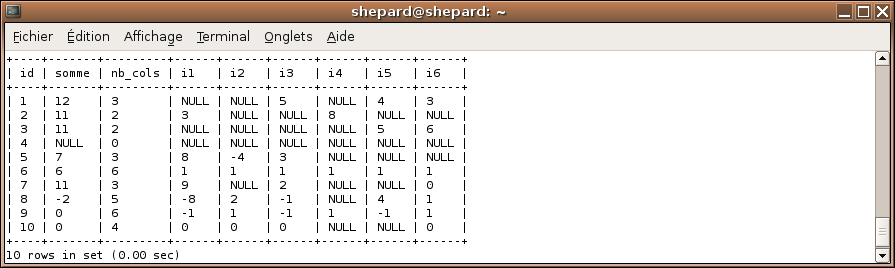 shepard@shepard: ~
Fichier Édition Affichage Terminal Onglets Aide
+----+-------+---------+------+------+------+------+------+------+
| id | somme | nb_cols | i1   | i2   | i3   | i4   | i5   | i6   |
+----+-------+---------+------+------+------+------+------+------+
| 1  | 12    | 3       | NULL | NULL | 5    | NULL | 4    | 3    |
| 2  | 11    | 2       | 3    | NULL | NULL | 8    | NULL | NULL |
| 3  | 11    | 2       | NULL | NULL | NULL | NULL | 5    | 6    |
| 4  | NULL  | 0       | NULL | NULL | NULL | NULL | NULL | NULL |
| 5  | 7     | 3       | 8    | -4   | 3    | NULL | NULL | NULL |
| 6  | 6     | 6       | 1    | 1    | 1    | 1    | 1    | 1    |
| 7  | 11    | 3       | 9    | NULL | 2    | NULL | NULL | 0    |
| 8  | -2    | 5       | -8   | 2    | -1   | NULL | 4    | 1    |
| 9  | 0     | 6       | -1   | 1    | -1   | 1    | -1   | 1    |
| 10 | 0     | 4       | 0    | 0    | 0    | NULL | NULL | 0    |
+----+-------+---------+------+------+------+------+------+------+
10 rows in set (0.00 sec)